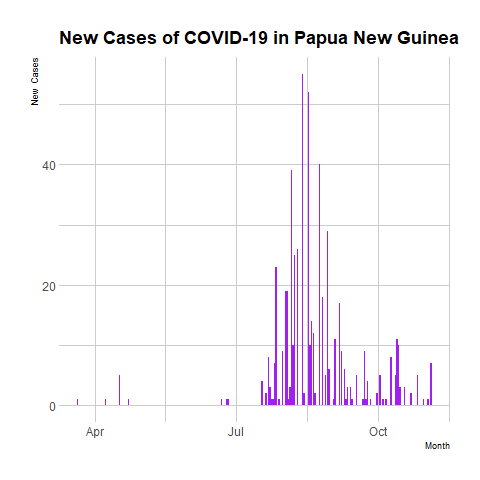 New Cases of COVID-19 in Papua New Guinea
New Cases
40
20
0
Apr
Jul
Oct
Month